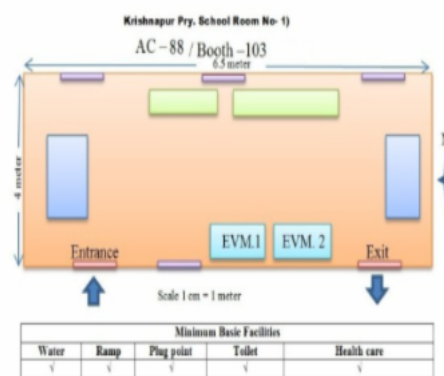 Krishnapur Pry. School Room No- 1)
AC – 88 / Booth –103
6.5 meter
4 meter
EVM.1 EVM. 2
Entrance Exit
Scale 1 cm = 1 meter
Minimum Basic Facilities
Water Ramp Plug point Toilet Health care
√ √ √ √ √